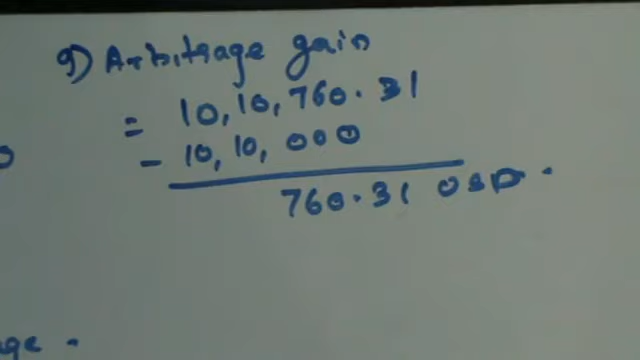 9) Arbitrage gain
= 10,10,760.31
- 10,10,000
760.31 USD.
ge.